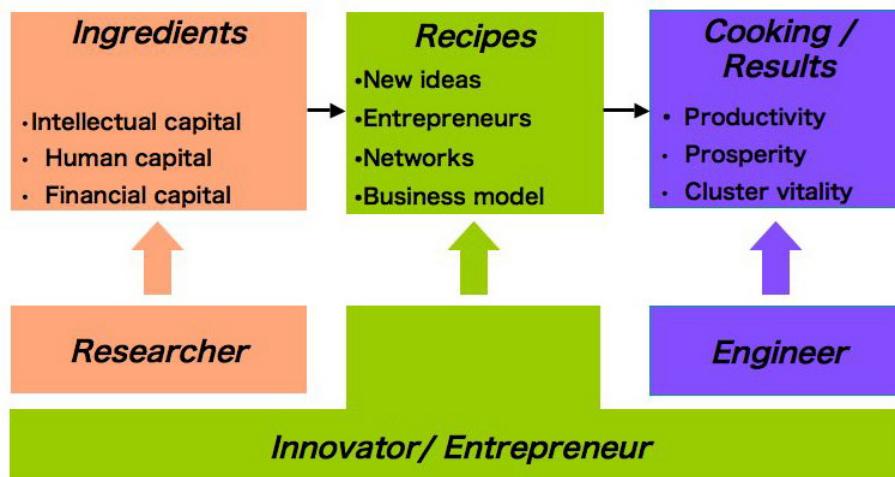 Ingredients
·Intellectual capital
· Human capital
· Financial capital
Recipes
•New ideas
•Entrepreneurs
•Networks
•Business model
Cooking /
Results
• Productivity
· Prosperity
· Cluster vitality
Researcher
Engineer
Innovator/ Entrepreneur